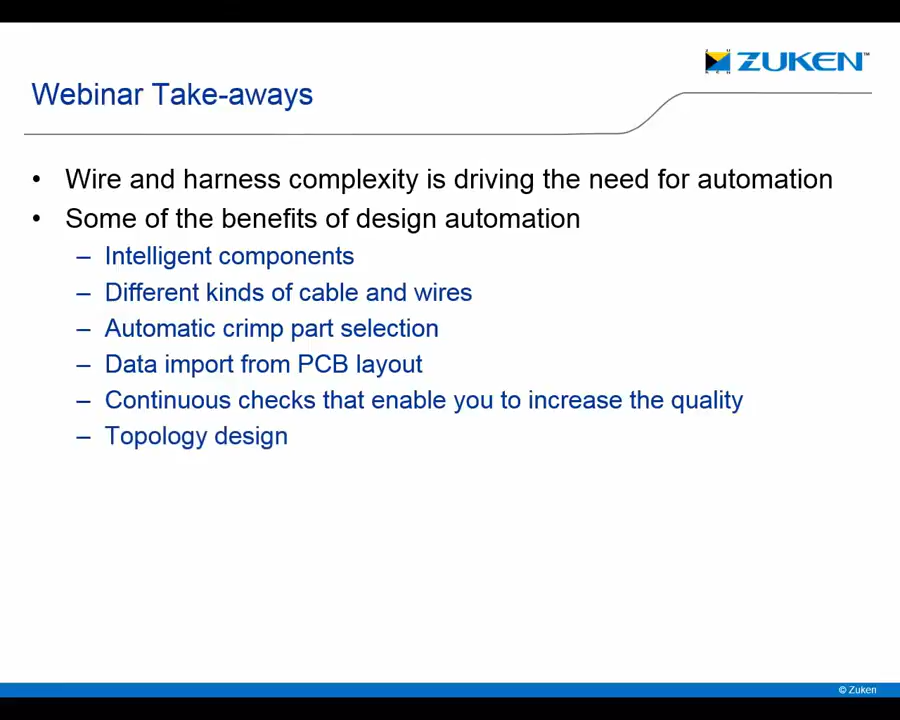 ZUKEN™
Webinar Take-aways
• Wire and harness complexity is driving the need for automation
• Some of the benefits of design automation
– Intelligent components
– Different kinds of cable and wires
– Automatic crimp part selection
– Data import from PCB layout
– Continuous checks that enable you to increase the quality
– Topology design
© Zuken